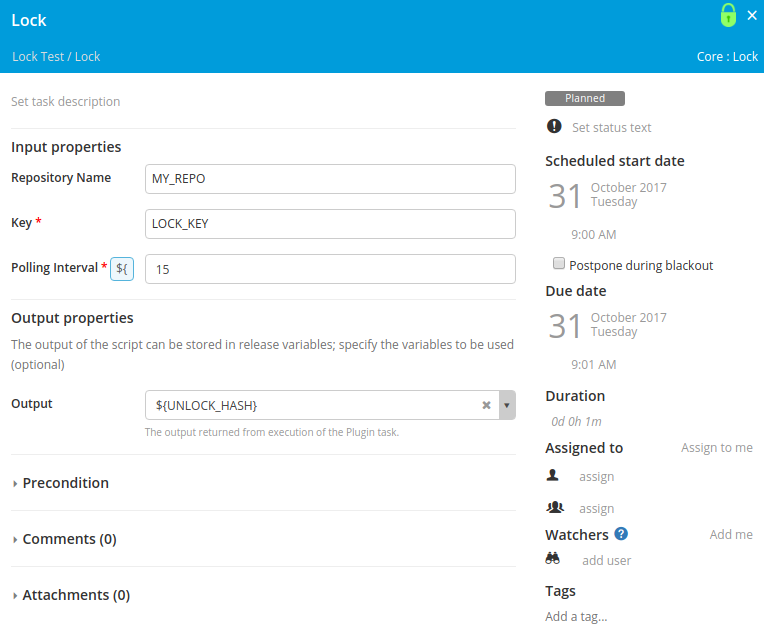 Lock
Lock Test / Lock
Core : Lock
Set task description
Input properties
Repository Name
MY_REPO
Key *
LOCK_KEY
Polling Interval * ${
15
Output properties
The output of the script can be stored in release variables; specify the variables to be used
(optional)
Output
${UNLOCK_HASH}
The output returned from execution of the Plugin task.
Precondition
Comments (0)
Attachments (0)
Planned
Set status text
Scheduled start date
31 October 2017
Tuesday
9:00 AM
Postpone during blackout
Due date
31 October 2017
Tuesday
9:01 AM
Duration
0d 0h 1m
Assigned to
Assign to me
assign
assign
Watchers ?
Add me
add user
Tags
Add a tag...